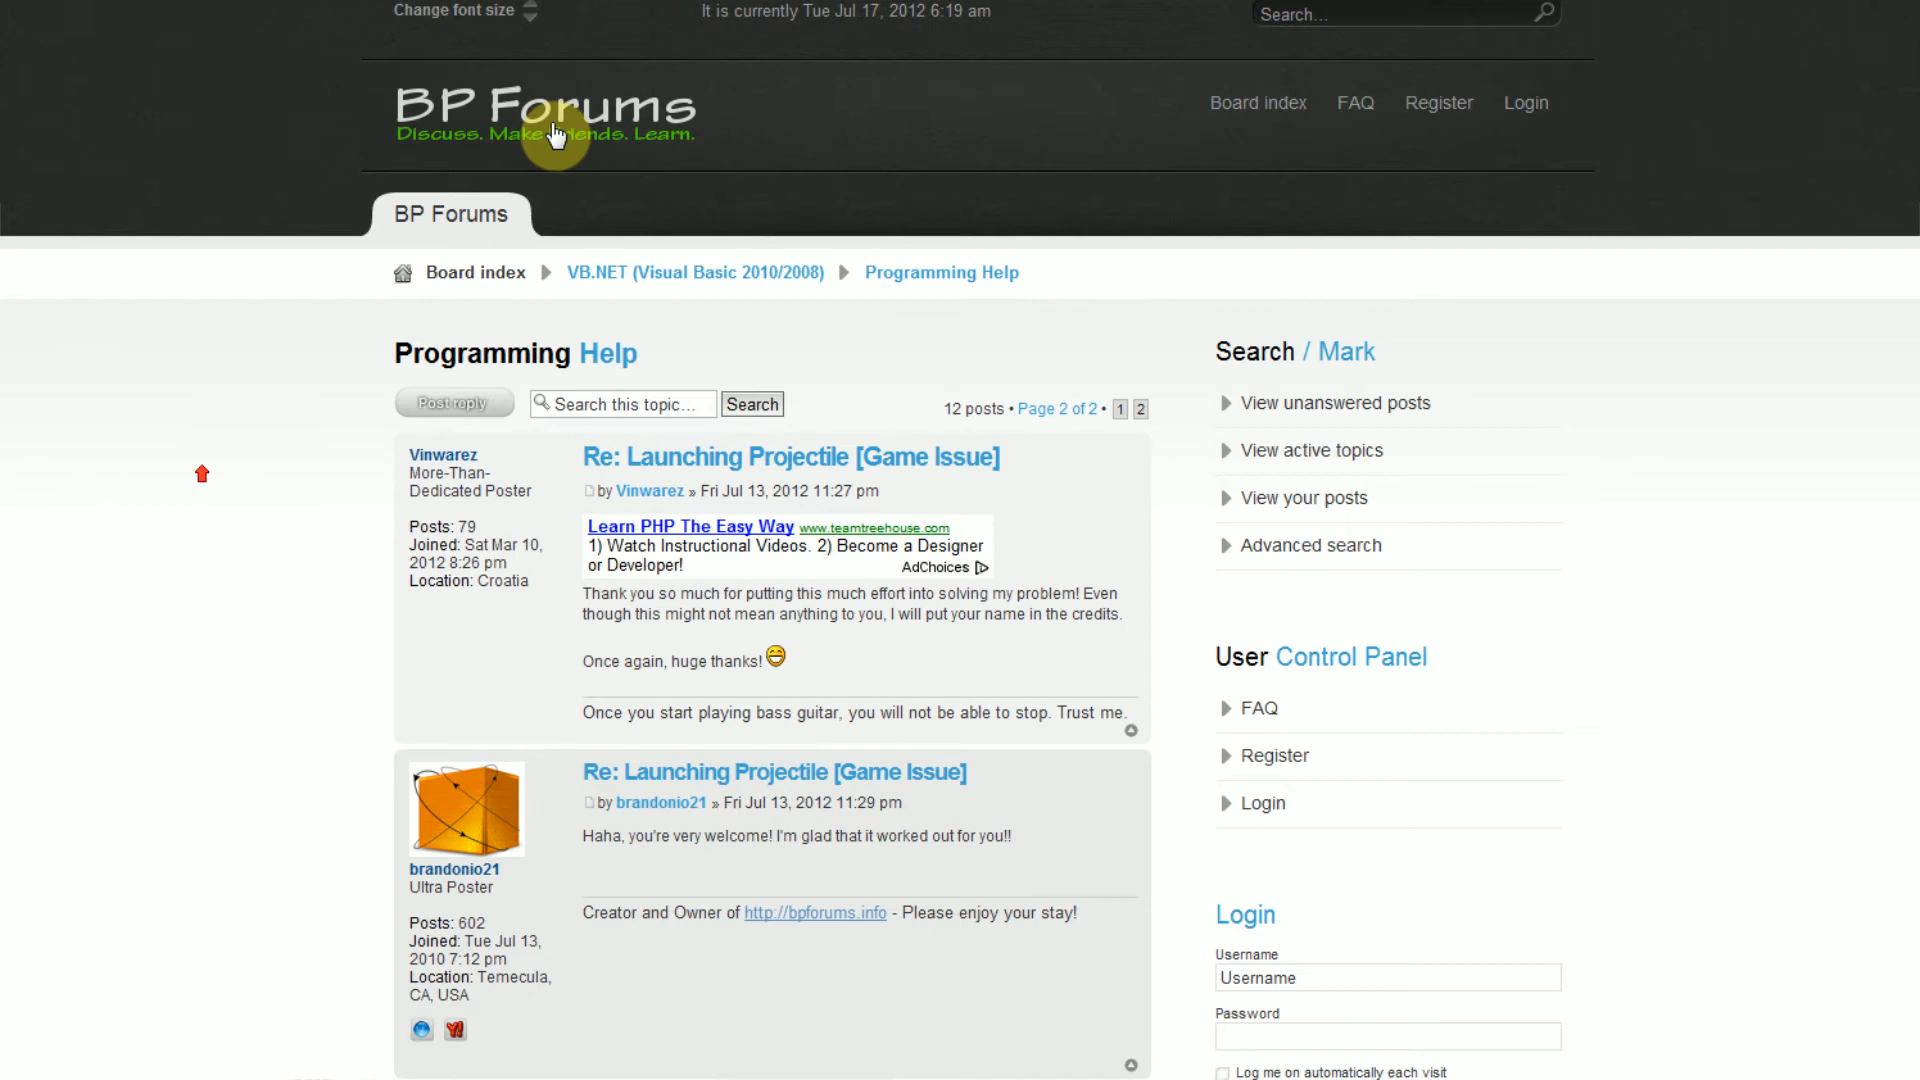 Change font size
It is currently Tue Jul 17, 2012 6:19 am
Search...
BP Forums
Discuss. Make Friends. Learn.
Board index FAQ Register Login
BP Forums
Board index VB.NET (Visual Basic 2010/2008) Programming Help
Programming Help
Post reply
Search this topic...
Search
12 posts • Page 2 of 2 • 1 2
Vinwarez
More-Than-
Dedicated Poster
Posts: 79
Joined: Sat Mar 10,
2012 8:26 pm
Location: Croatia
Re: Launching Projectile [Game Issue]
by Vinwarez » Fri Jul 13, 2012 11:27 pm
Learn PHP The Easy Way www.teamtreehouse.com
1) Watch Instructional Videos. 2) Become a Designer
or Developer!
AdChoices
Thank you so much for putting this much effort into solving my problem! Even
though this might not mean anything to you, I will put your name in the credits.
Once again, huge thanks!
Once you start playing bass guitar, you will not be able to stop. Trust me.
brandonio21
Ultra Poster
Posts: 602
Joined: Tue Jul 13,
2010 7:12 pm
Location: Temecula,
CA, USA
Y!
Re: Launching Projectile [Game Issue]
by brandonio21 » Fri Jul 13, 2012 11:29 pm
Haha, you're very welcome! I'm glad that it worked out for you!!
Creator and Owner of http://bpforums.info - Please enjoy your stay!
Search / Mark
View unanswered posts
View active topics
View your posts
Advanced search
User Control Panel
FAQ
Register
Login
Login
Username
Username
Password
Log me on automatically each visit